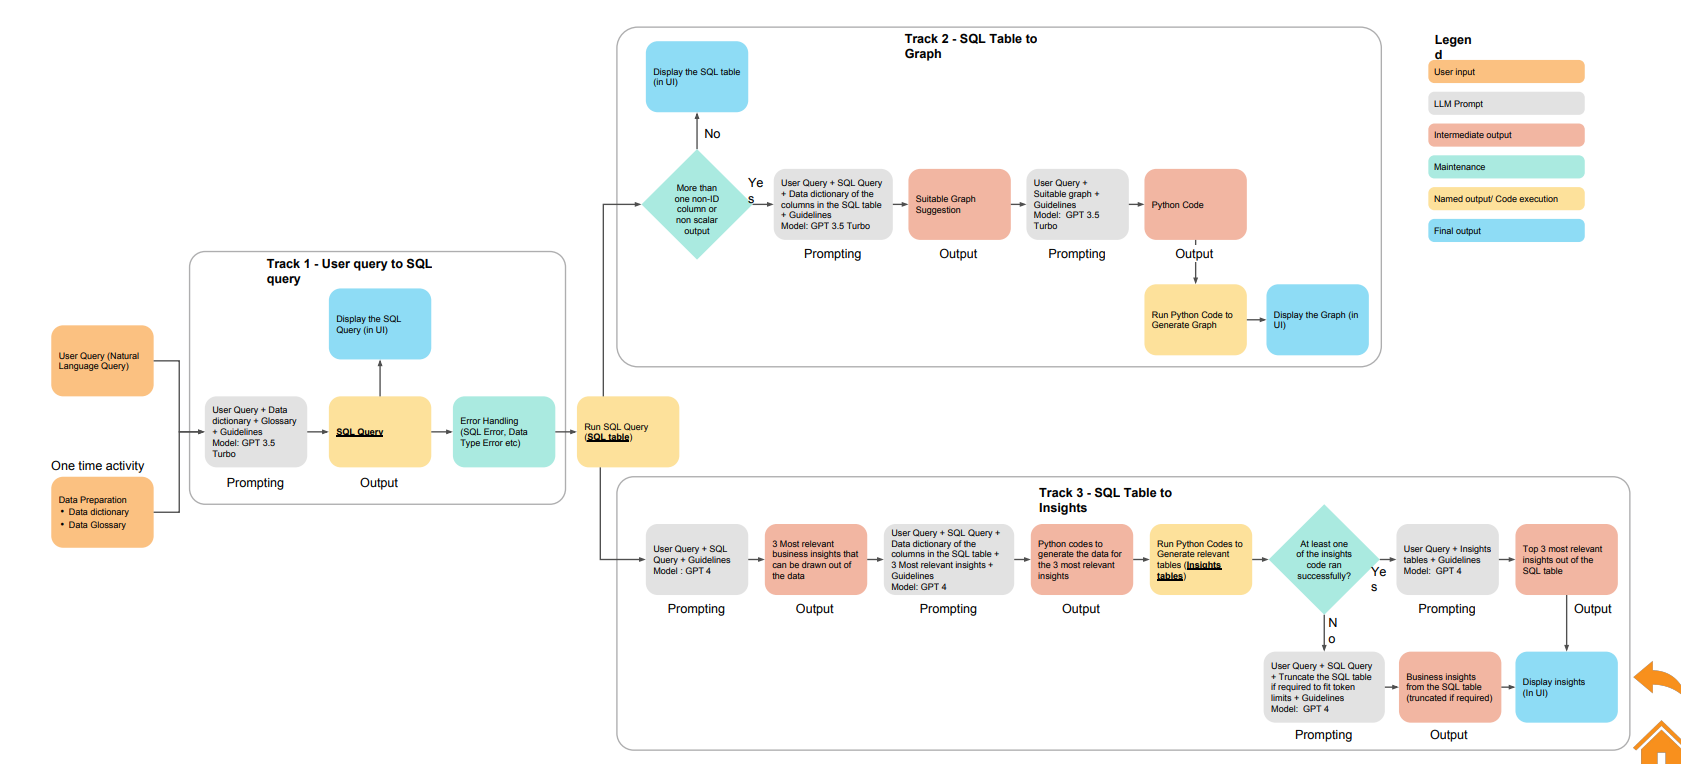 Track 2 - SQL Table to
Graph
Display the SQL table
(in UI)
No
More than
one non-ID
column or
non scalar
output
Ye
s
User Query + SQL Query
+ Data dictionary of the
columns in the SQL table
+ Guidelines
Model: GPT 3.5 Turbo
Prompting
Suitable Graph
Suggestion
Output
User Query +
Suitable graph +
Guidelines
Model: GPT 3.5
Turbo
Prompting
Python Code
Output
Run Python Code to
Generate Graph
Display the Graph (in
UI)
Legen
d
User input
LLM Prompt
Intermediate output
Maintenance
Named output/ Code execution
Final output
Track 1 - User query to SQL
query
Display the SQL
Query (in UI)
User Query (Natural
Language Query)
One time activity
Data Preparation
• Data dictionary
• Data Glossary
User Query + Data
dictionary + Glossary
+ Guidelines
Model: GPT 3.5
Turbo
Prompting
SQL Query
Output
Error Handling
(SQL Error, Data
Type Error etc)
Run SQL Query
(SQL table)
Track 3 - SQL Table to
Insights
User Query + SQL
Query + Guidelines
Model : GPT 4
Prompting
3 Most relevant
business insights that
can be drawn out of
the data
Output
User Query + SQL Query +
Data dictionary of the
columns in the SQL table +
3 Most relevant insights +
Guidelines
Model: GPT 4
Prompting
Python codes to
generate the data for
the 3 most relevant
insights
Output
Run Python Codes to
Generate relevant
tables (Insights
tables)
At least one
of the insights
code ran
successfully?
Ye
s
User Query + Insights
tables + Guidelines
Model: GPT 4
Prompting
Top 3 most relevant
insights out of the
SQL table
Output
N
o
User Query + SQL Query
+ Truncate the SQL table
if required to fit token
limits + Guidelines
Model: GPT 4
Prompting
Business insights
from the SQL table
(truncated if required)
Output
Display insights
(In UI)